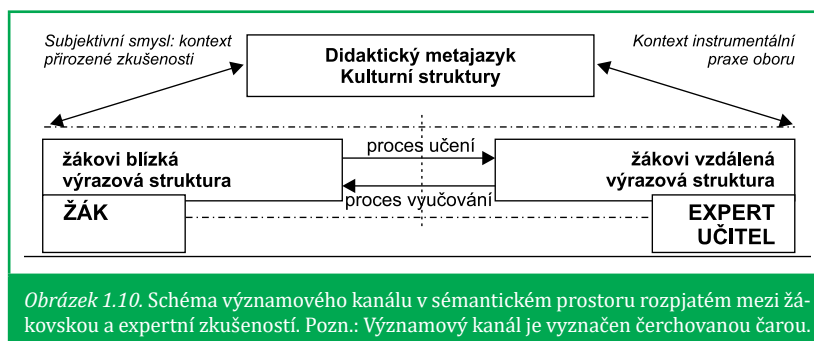 Subjektivní smysl: kontext
přirozené zkušenosti
Didaktický metajazyk
Kulturní struktury
Kontext instrumentální
praxe oboru
žákovi blízká
výrazová struktura
proces učení
proces vyučování
žákovi vzdálená
výrazová struktura
ŽÁK
EXPERT
UČITEL
Obrázek 1.10. Schéma významového kanálu v sémantickém prostoru rozpjatém mezi žá-
kovskou a expertní zkušeností. Pozn.: Významový kanál je vyznačen čerchovanou čarou.